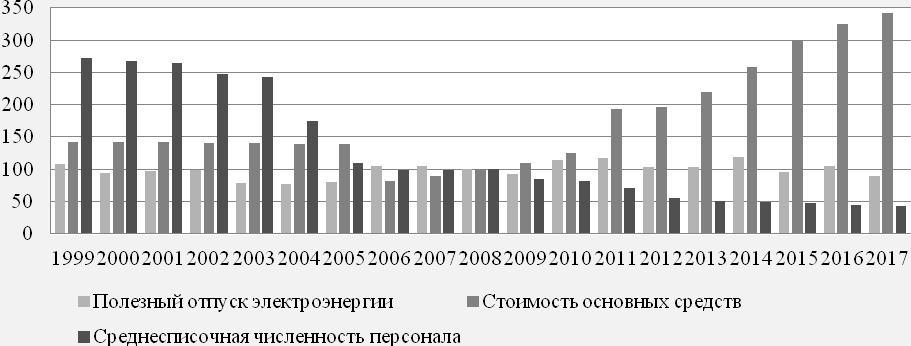 350
300
250
200
150
100
50
0
1999 2000 2001 2002 2003 2004 2005 2006 2007 2008 2009 2010 2011 2012 2013 2014 2015 2016 2017
Полезный отпуск электроэнергии Стоимость основных средств
Среднесписочная численность персонала